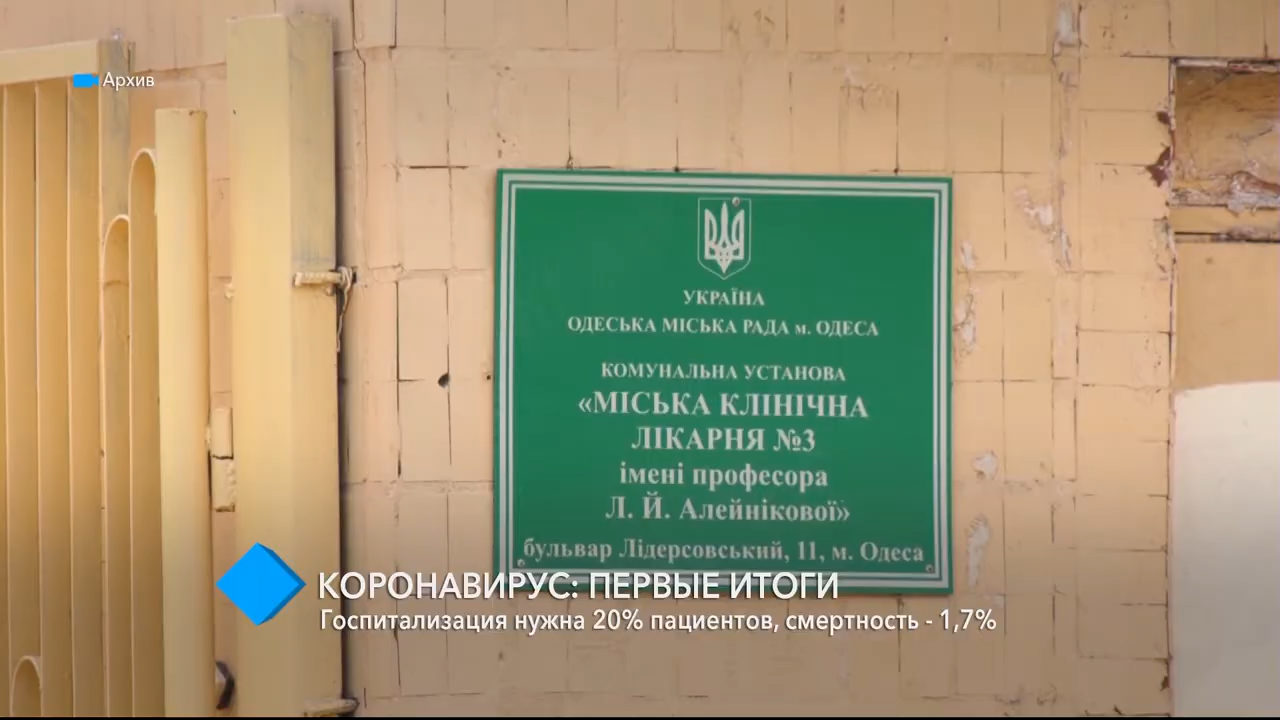 Архив
УКРАЇНА
ОДЕСЬКА МІСЬКА РАДА м. ОДЕСА
КОМУНАЛЬНА УСТАНОВА
«МІСЬКА КЛІНІЧНА
ЛІКАРНЯ №3
імені професора
Л. Й. Алейнікової»
бульвар Лідерсовський, 11, м. Одеса
КОРОНАВИРУС: ПЕРВЫЕ ИТОГИ
Госпитализация нужна 20% пациентов, смертность - 1,7%